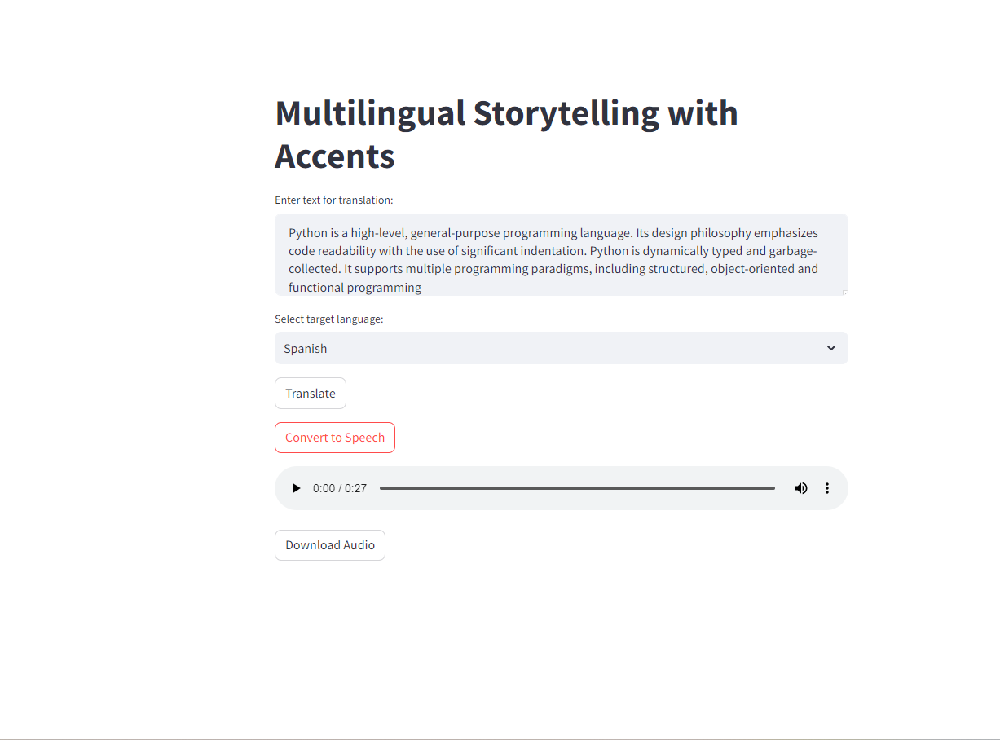 Multilingual Storytelling with
Accents
Enter text for translation:
Python is a high-level, general-purpose programming language. Its design philosophy emphasizes
code readability with the use of significant indentation. Python is dynamically typed and garbage-
collected. It supports multiple programming paradigms, including structured, object-oriented and
functional programming
Select target language:
Spanish
Translate
Convert to Speech
0:00 / 0:27
Download Audio